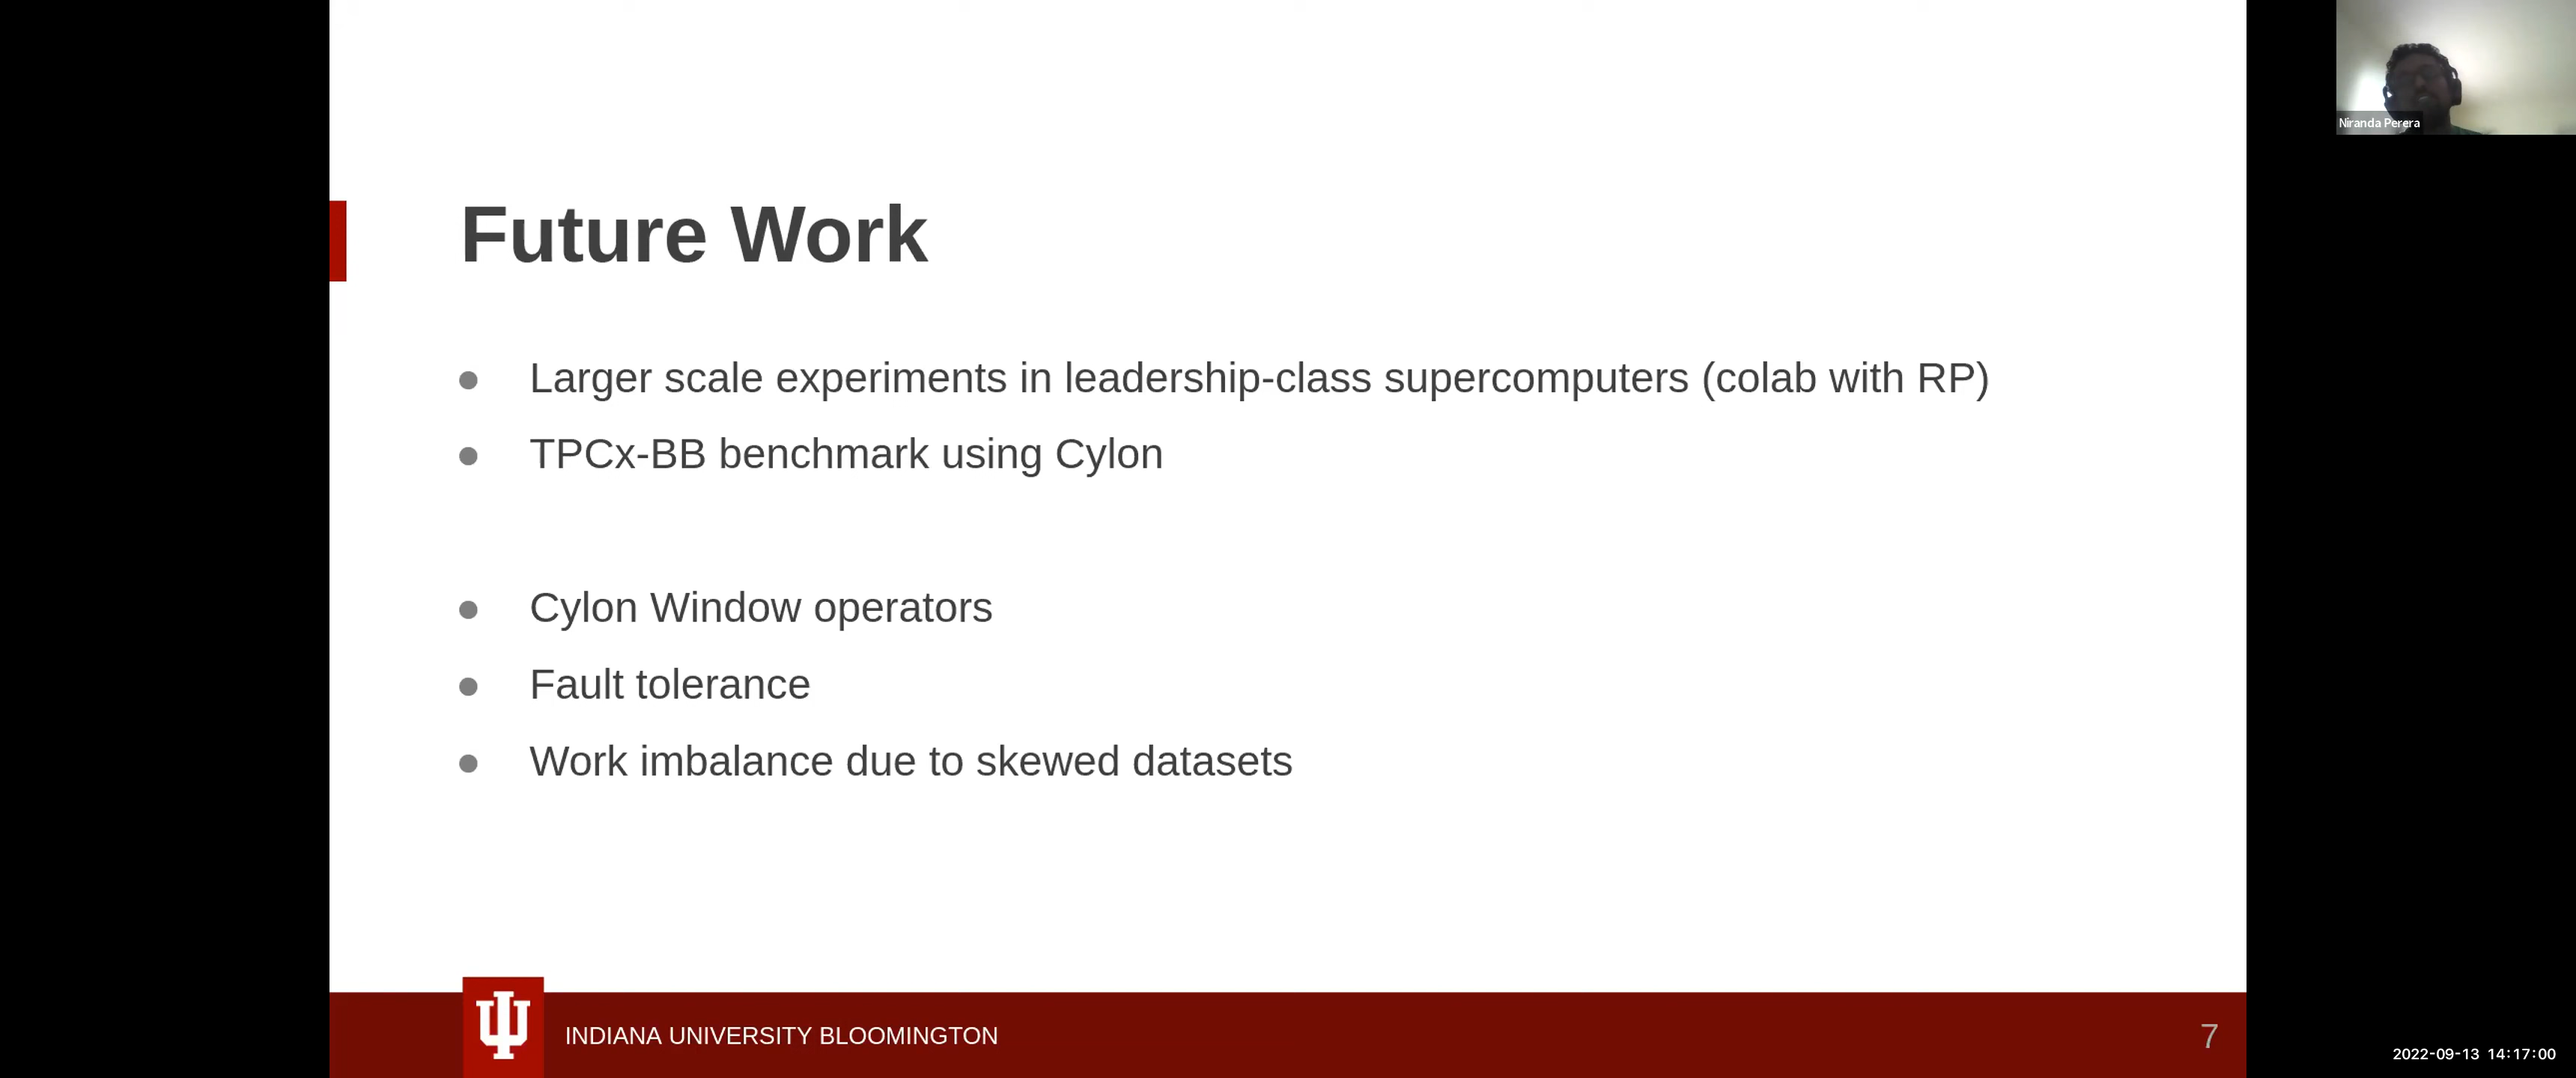 Niranda Perera
Future Work
Larger scale experiments in leadership-class supercomputers (colab with RP)
TPCx-BB benchmark using Cylon
Cylon Window operators
Fault tolerance
Work imbalance due to skewed datasets
INDIANA UNIVERSITY BLOOMINGTON
7
2022-09-13 14:17:00